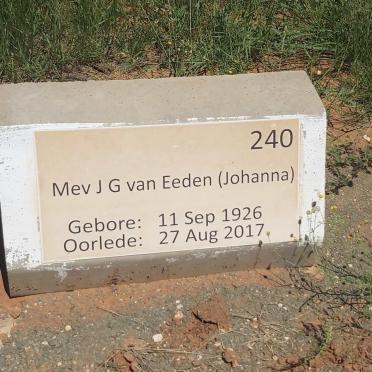 240
Mev J G van Eeden (Johanna)
Gebore: 11 Sep 1926
Oorlede: 27 Aug 2017